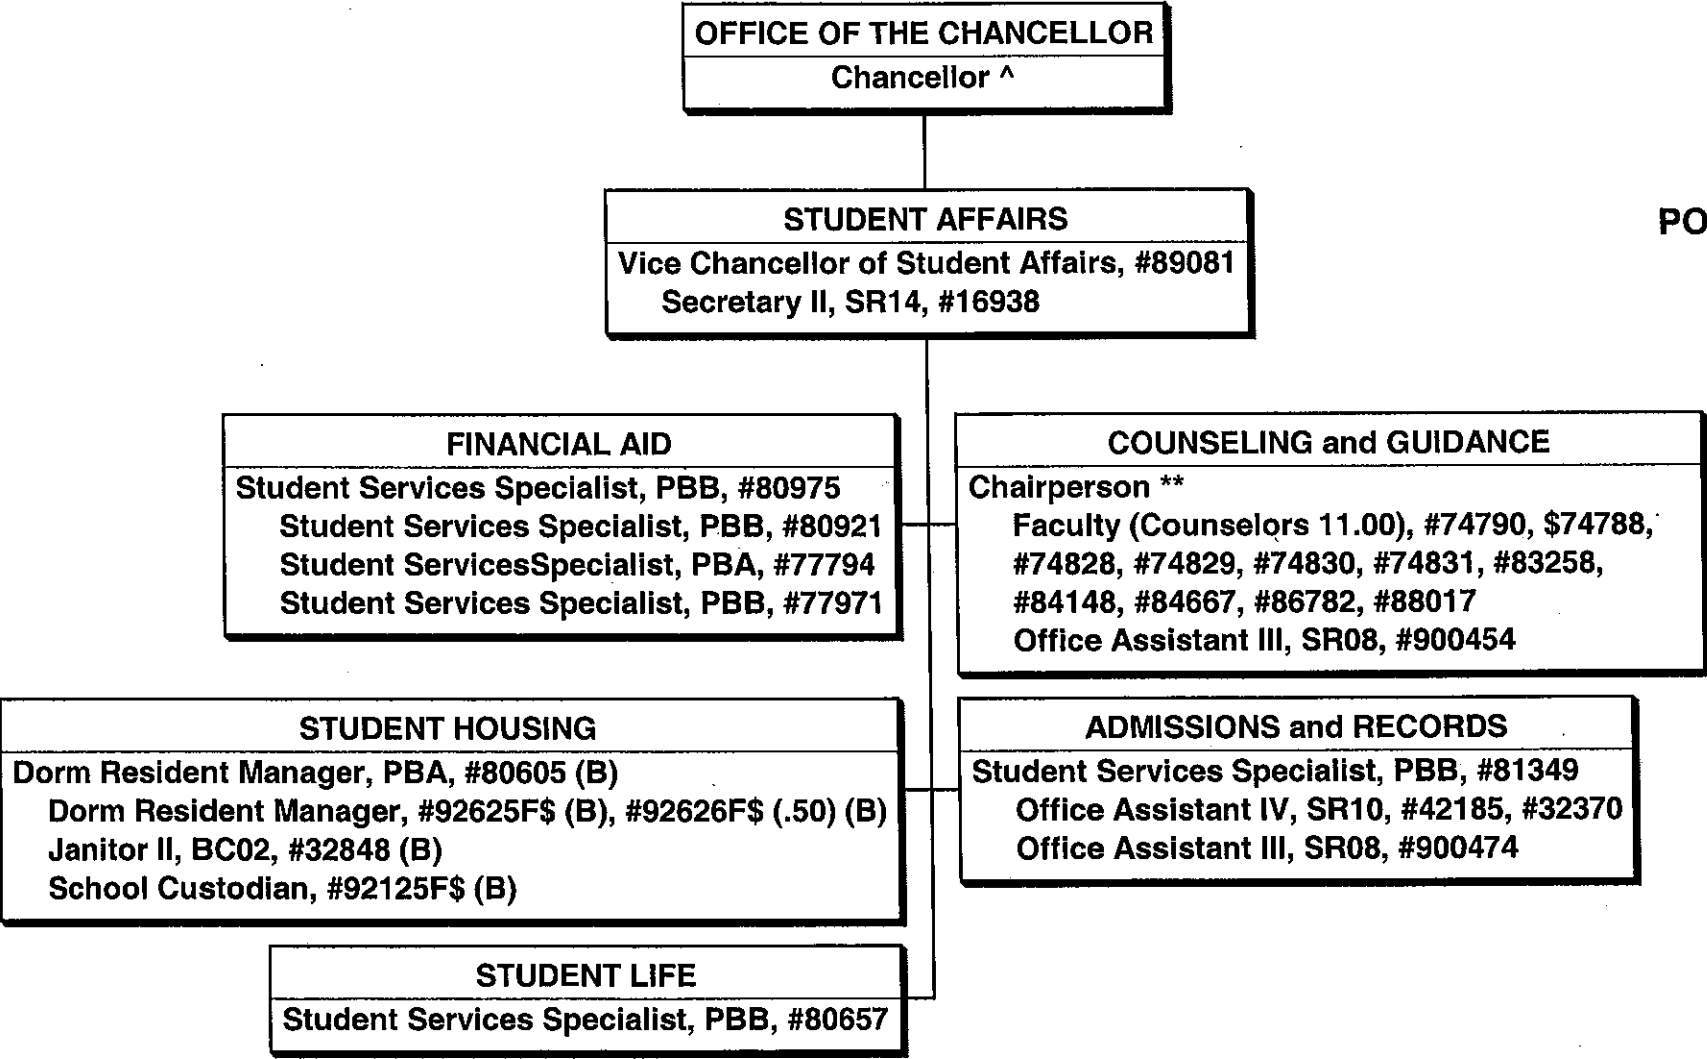 OFFICE OF THE CHANCELLOR
Chancellor ^
STUDENT AFFAIRS
Vice Chancellor of Student Affairs, #89081
Secretary II, SR14, #16938
PO
FINANCIAL AID
Student Services Specialist, PBB, #80975
Student Services Specialist, PBB, #80921
Student ServicesSpecialist, PBA, #77794
Student Services Specialist, PBB, #77971
COUNSELING and GUIDANCE
Chairperson **
Faculty (Counselors 11.00), #74790, $74788,
#74828, #74829, #74830, #74831, #83258,
#84148, #84667, #86782, #88017
Office Assistant III, SR08, #900454
STUDENT HOUSING
Dorm Resident Manager, PBA, #80605 (B)
Dorm Resident Manager, #92625F$ (B), #92626F$ (.50) (B)
Janitor II, BC02, #32848 (B)
School Custodian, #92125F$ (B)
ADMISSIONS and RECORDS
Student Services Specialist, PBB, #81349
Office Assistant IV, SR10, #42185, #32370
Office Assistant III, SR08, #900474
STUDENT LIFE
Student Services Specialist, PBB, #80657